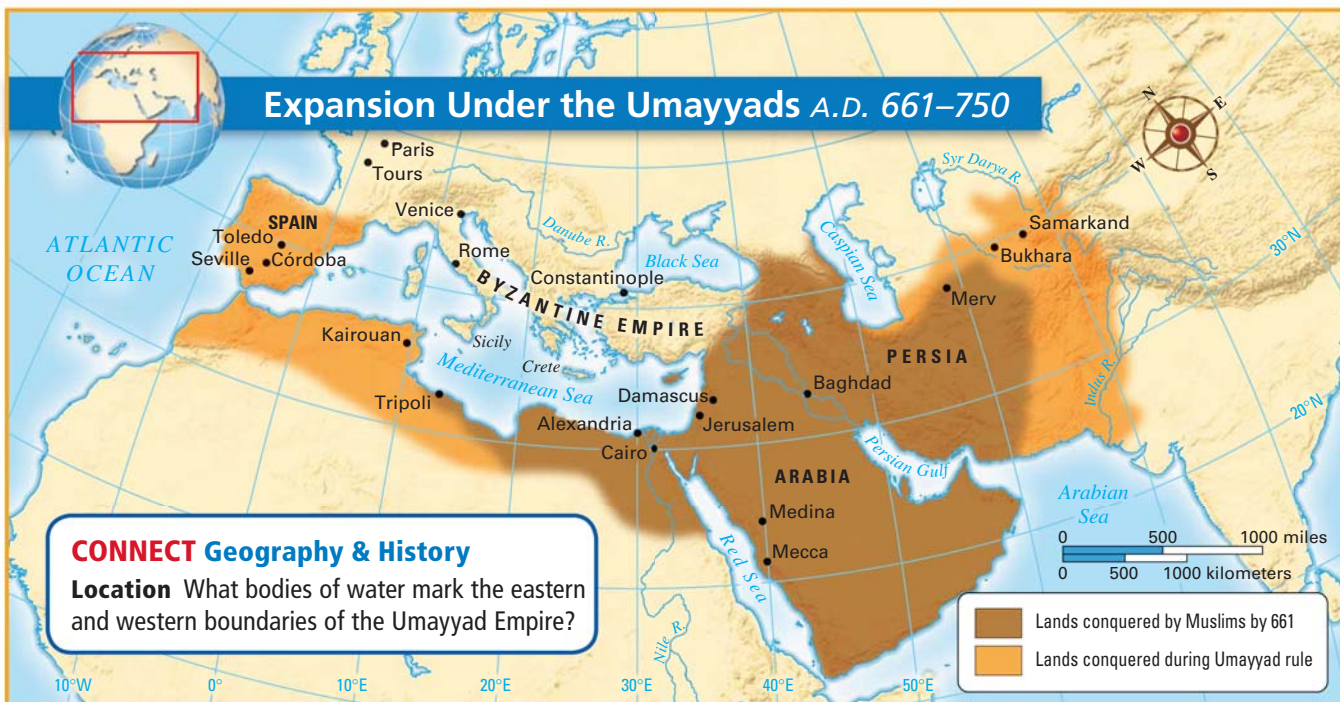 Expansion Under the Umayyads A.D. 661–750
N
E
W
S
Paris
Tours
Syr Darya R.
Venice
Danube R.
SPAIN
Samarkand
Toledo
ATLANTIC
OCEAN
Seville
Córdoba
Rome
Black Sea
Caspian Sea
Bukhara
30°N
Constantinople
BYZANTINE EMPIRE
Merv
Kairouan
Sicily
PERSIA
Crete
Mediterranean Sea
Baghdad
Indus R.
Damascus
Tripoli
20°N
Jerusalem
Alexandria
Cairo
Persian Gulf
ARABIA
Arabian
Sea
Medina
Red Sea
Mecca
0 500 1000 miles
0 500 1000 kilometers
CONNECT Geography & History
Location What bodies of water mark the eastern
and western boundaries of the Umayyad Empire?
Nile R.
Lands conquered by Muslims by 661
Lands conquered during Umayyad rule
10°W
0°
10°E
20°E
30°E
40°E
50°E